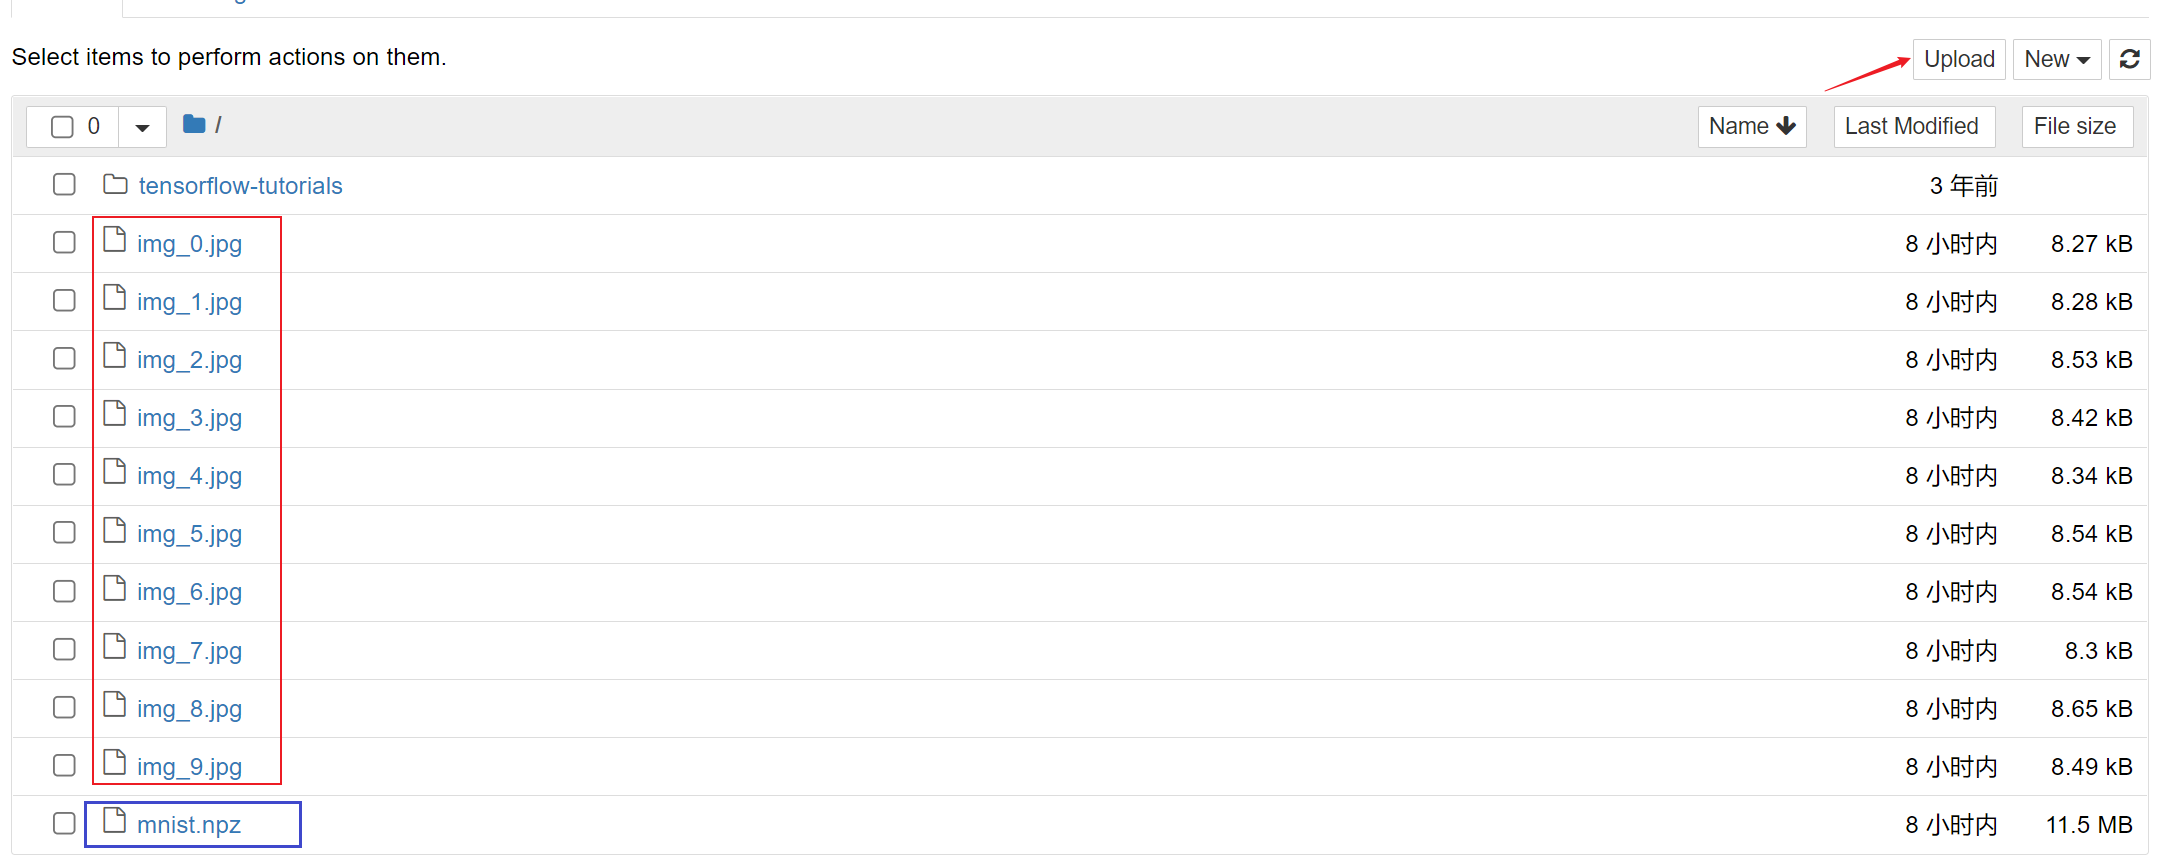 Select items to perform actions on them.
Upload New
0 / Name Last Modified File size
tensorflow-tutorials 3 年前
img_0.jpg 8 小时内 8.27 kB
img_1.jpg 8 小时内 8.28 kB
img_2.jpg 8 小时内 8.53 kB
img_3.jpg 8 小时内 8.42 kB
img_4.jpg 8 小时内 8.34 kB
img_5.jpg 8 小时内 8.54 kB
img_6.jpg 8 小时内 8.54 kB
img_7.jpg 8 小时内 8.3 kB
img_8.jpg 8 小时内 8.65 kB
img_9.jpg 8 小时内 8.49 kB
mnist.npz 8 小时内 11.5 MB